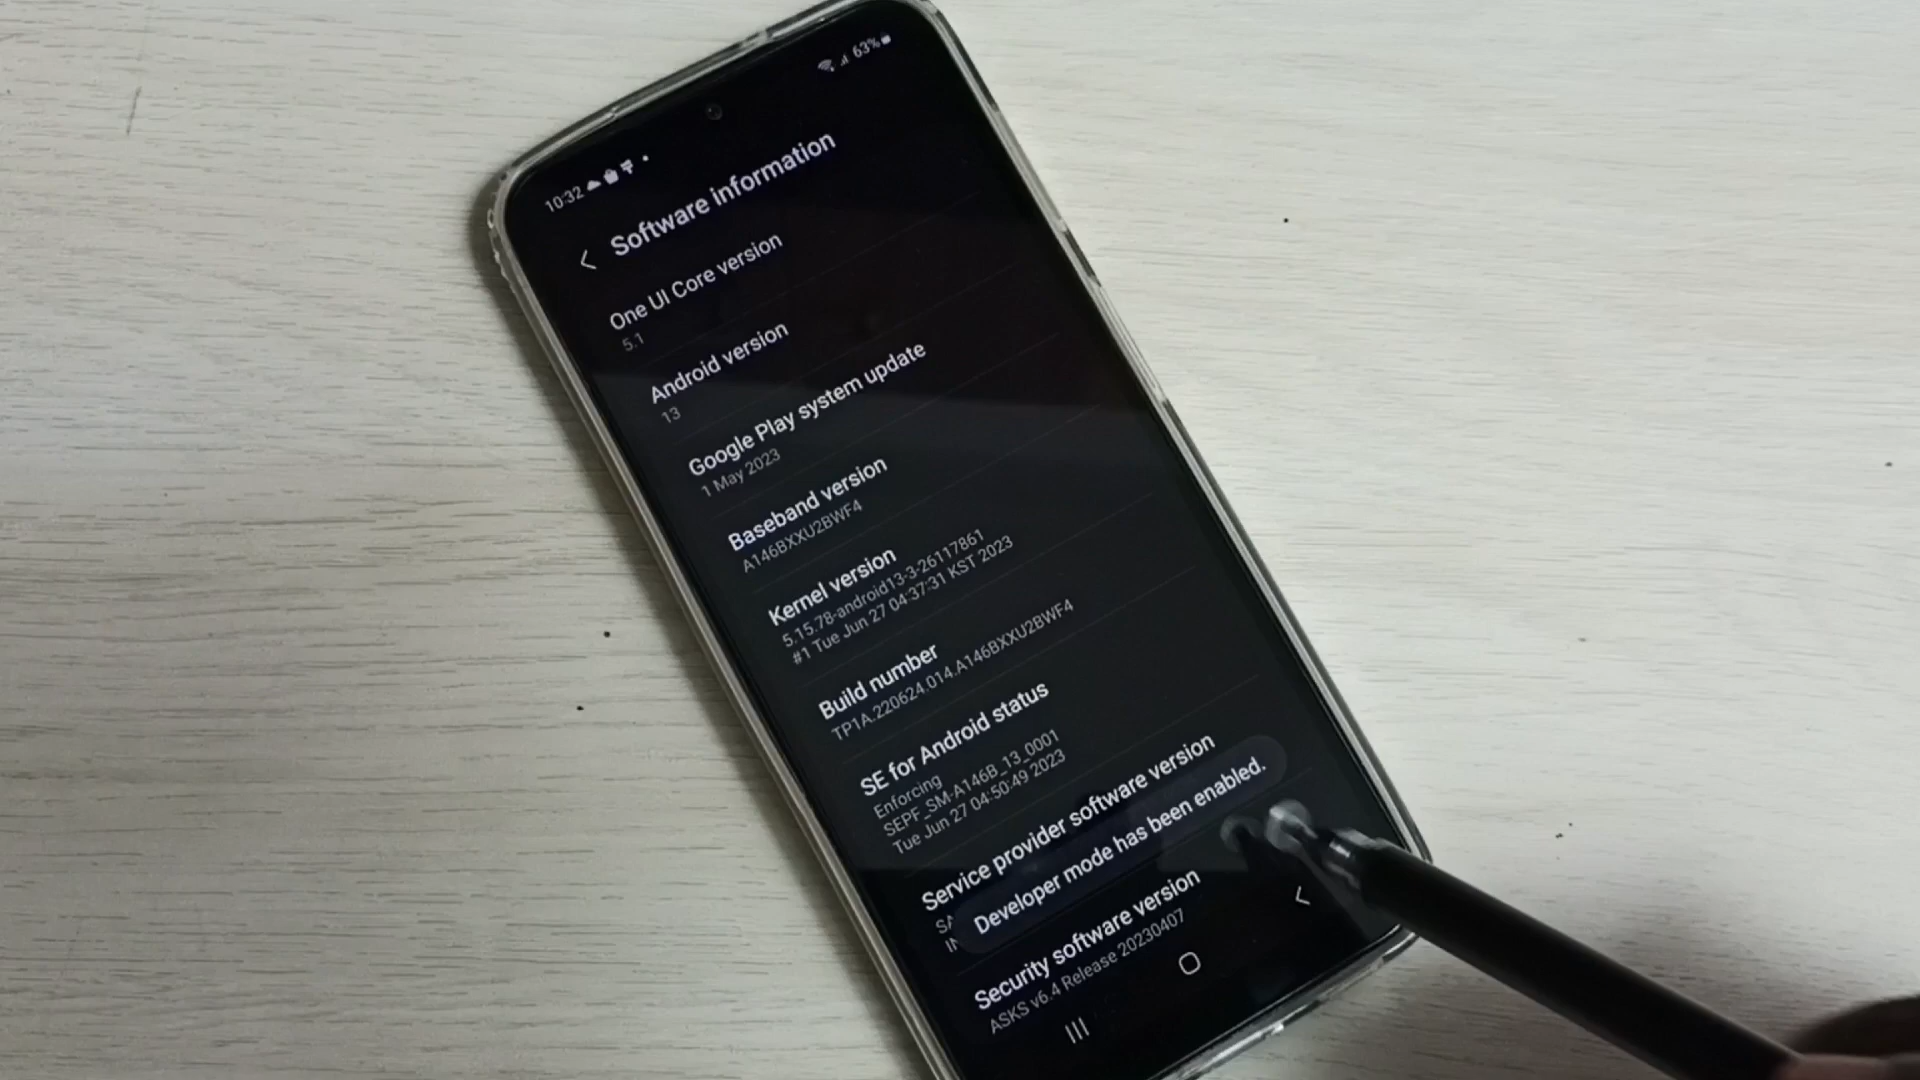 10:32
63%
Software information
One UI Core version
5.1
Android version
13
Google Play system update
1 May 2023
Baseband version
A146BXXU2BWF4
Kernel version
5.15.78-android13-3-26117861
#1 Tue Jun 27 04:37:31 KST 2023
Build number
TP1A.220624.014.A146BXXU2BWF4
SE for Android status
Enforcing
SEPF_SM-A146B_13_0001
Tue Jun 27 04:50:49 2023
Service provider software version
Developer mode has been enabled.
Security software version
ASKS v6.4 Release 20230407